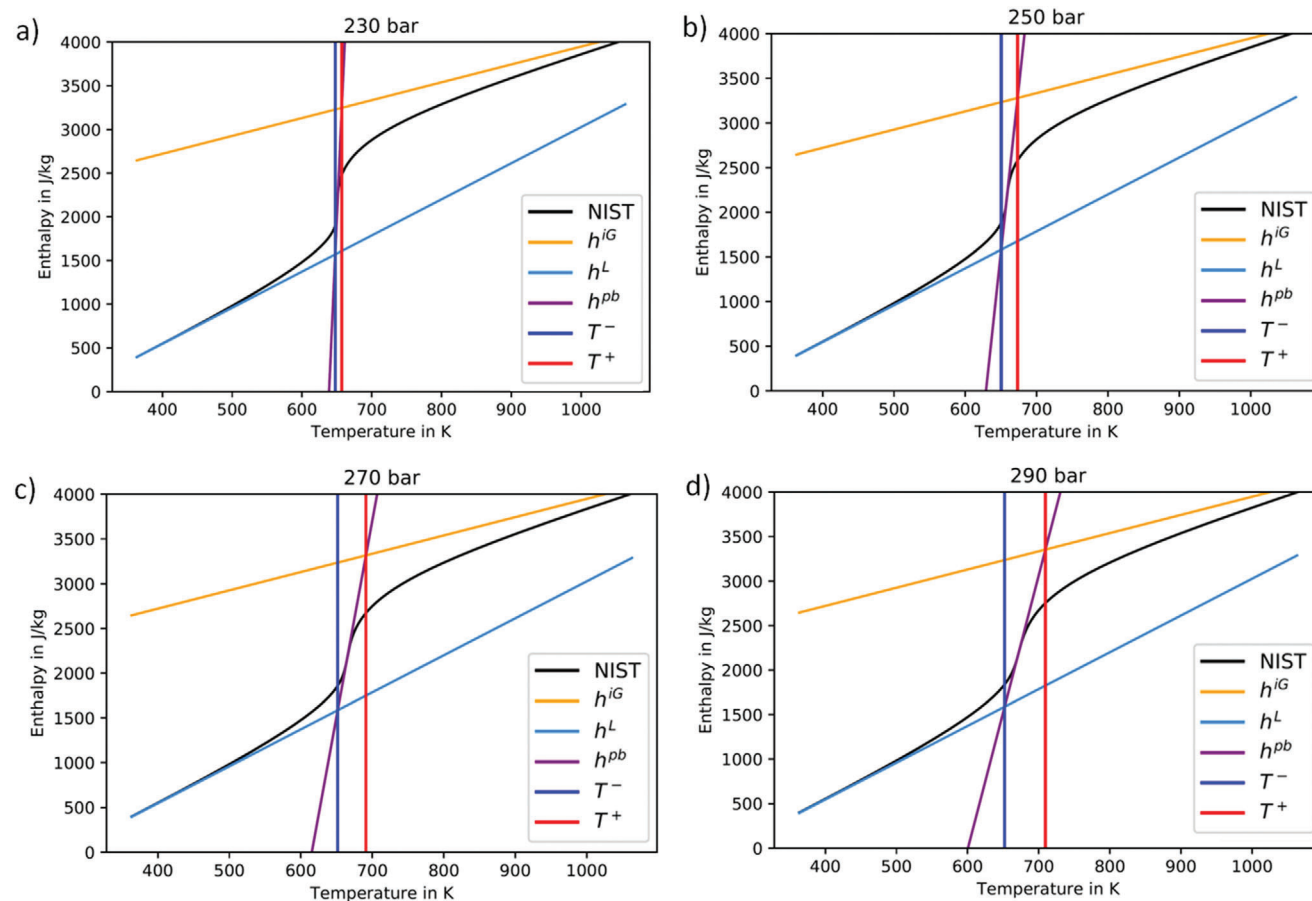 a)
230 bar
Enthalpy in J/kg
4000
3500
3000
2500
2000
1500
1000
500
0
400 500 600 700 800 900 1000
Temperature in K
NIST
h^{iG}
h^{L}
h^{pb}
T^{-}
T^{+}
b)
250 bar
Enthalpy in J/kg
4000
3500
3000
2500
2000
1500
1000
500
0
400 500 600 700 800 900 1000
Temperature in K
NIST
h^{iG}
h^{L}
h^{pb}
T^{-}
T^{+}
c)
270 bar
Enthalpy in J/kg
4000
3500
3000
2500
2000
1500
1000
500
0
400 500 600 700 800 900 1000
Temperature in K
NIST
h^{iG}
h^{L}
h^{pb}
T^{-}
T^{+}
d)
290 bar
Enthalpy in J/kg
4000
3500
3000
2500
2000
1500
1000
500
0
400 500 600 700 800 900 1000
Temperature in K
NIST
h^{iG}
h^{L}
h^{pb}
T^{-}
T^{+}